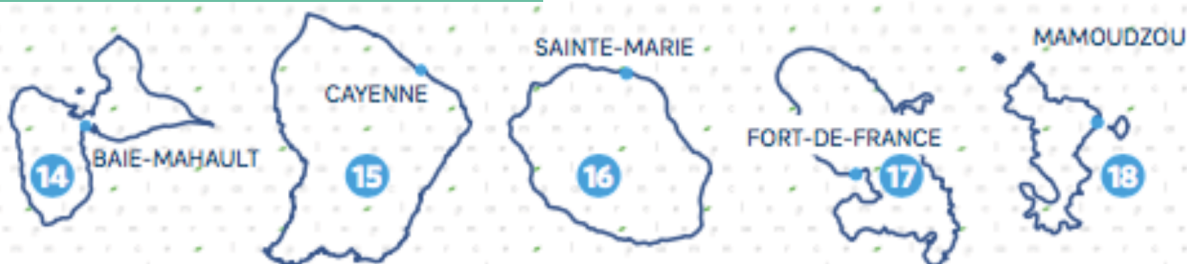 14
BAIE-MAHAULT
CAYENNE
15
SAINTE-MARIE
16
FORT-DE-FRANCE
17
MAMOUDZOU
18